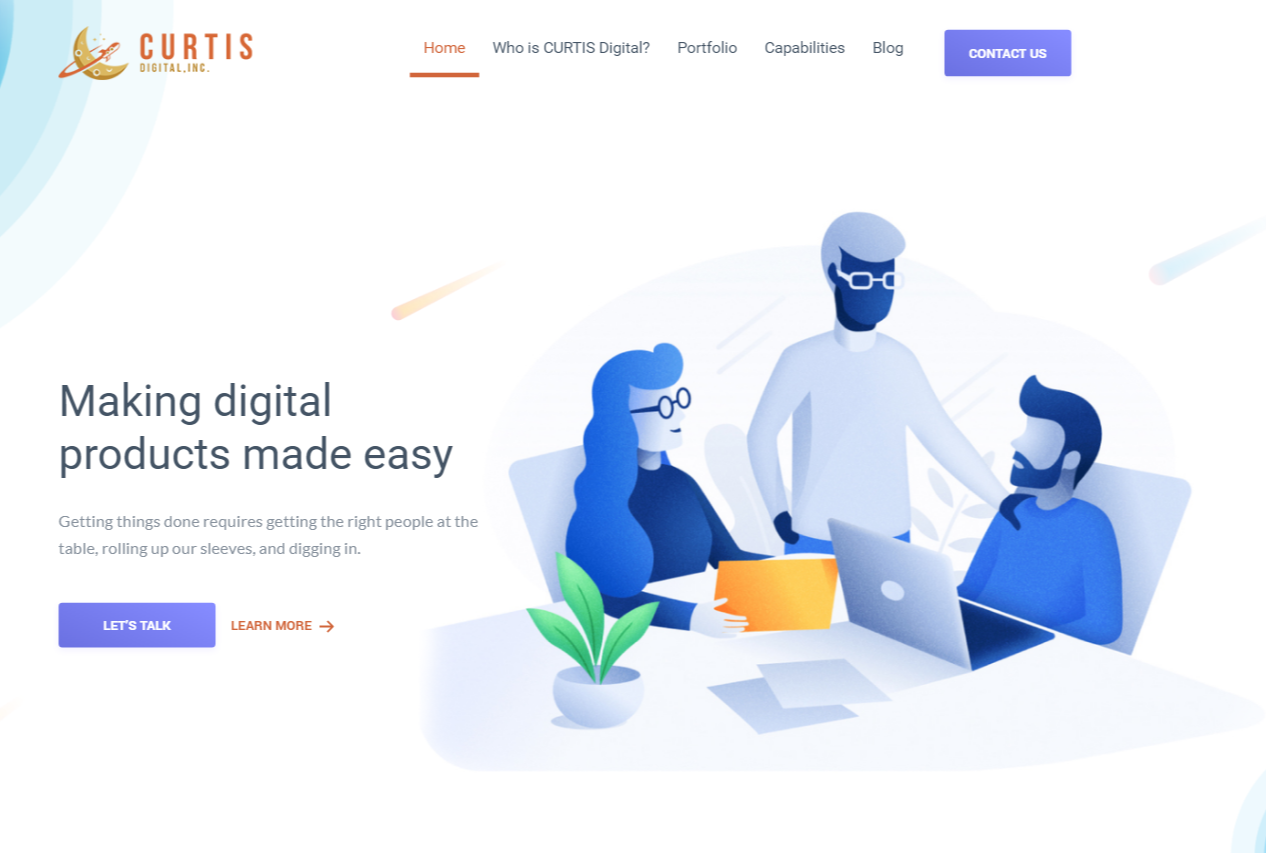 CURTIS
DIGITAL, INC.
Home Who is CURTIS Digital? Portfolio Capabilities Blog CONTACT US
Making digital
products made easy
Getting things done requires getting the right people at the
table, rolling up our sleeves, and digging in.
LET'S TALK LEARN MORE →